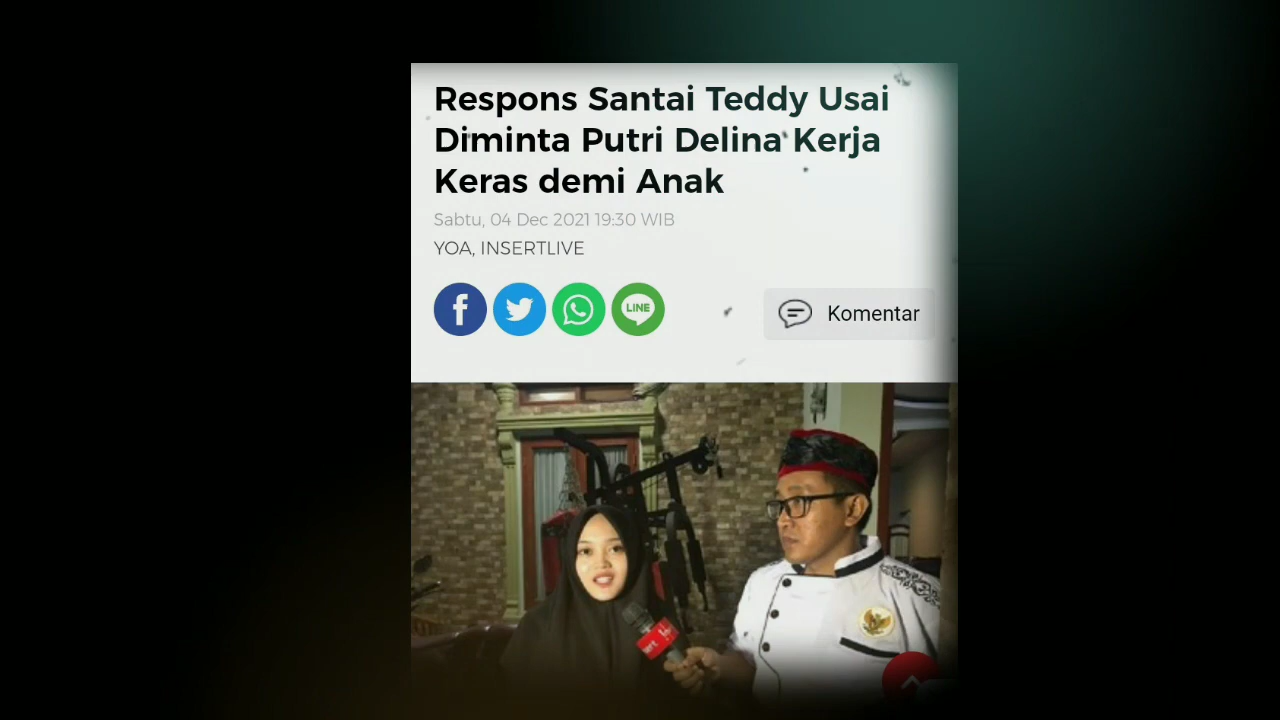 Respons Santai Teddy Usai
Diminta Putri Delina Kerja
Keras demi Anak
Sabtu, 04 Dec 2021 19:30 WIB
YOA, INSERTLIVE
LINE
Komentar